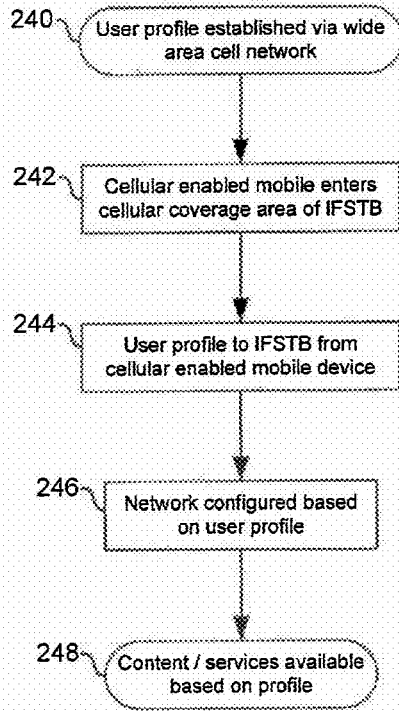 240
User profile established via wide
area cell network
242
Cellular enabled mobile enters
cellular coverage area of IFSTB
244
User profile to IFSTB from
cellular enabled mobile device
246
Network configured based
on user profile
248
Content / services available
based on profile